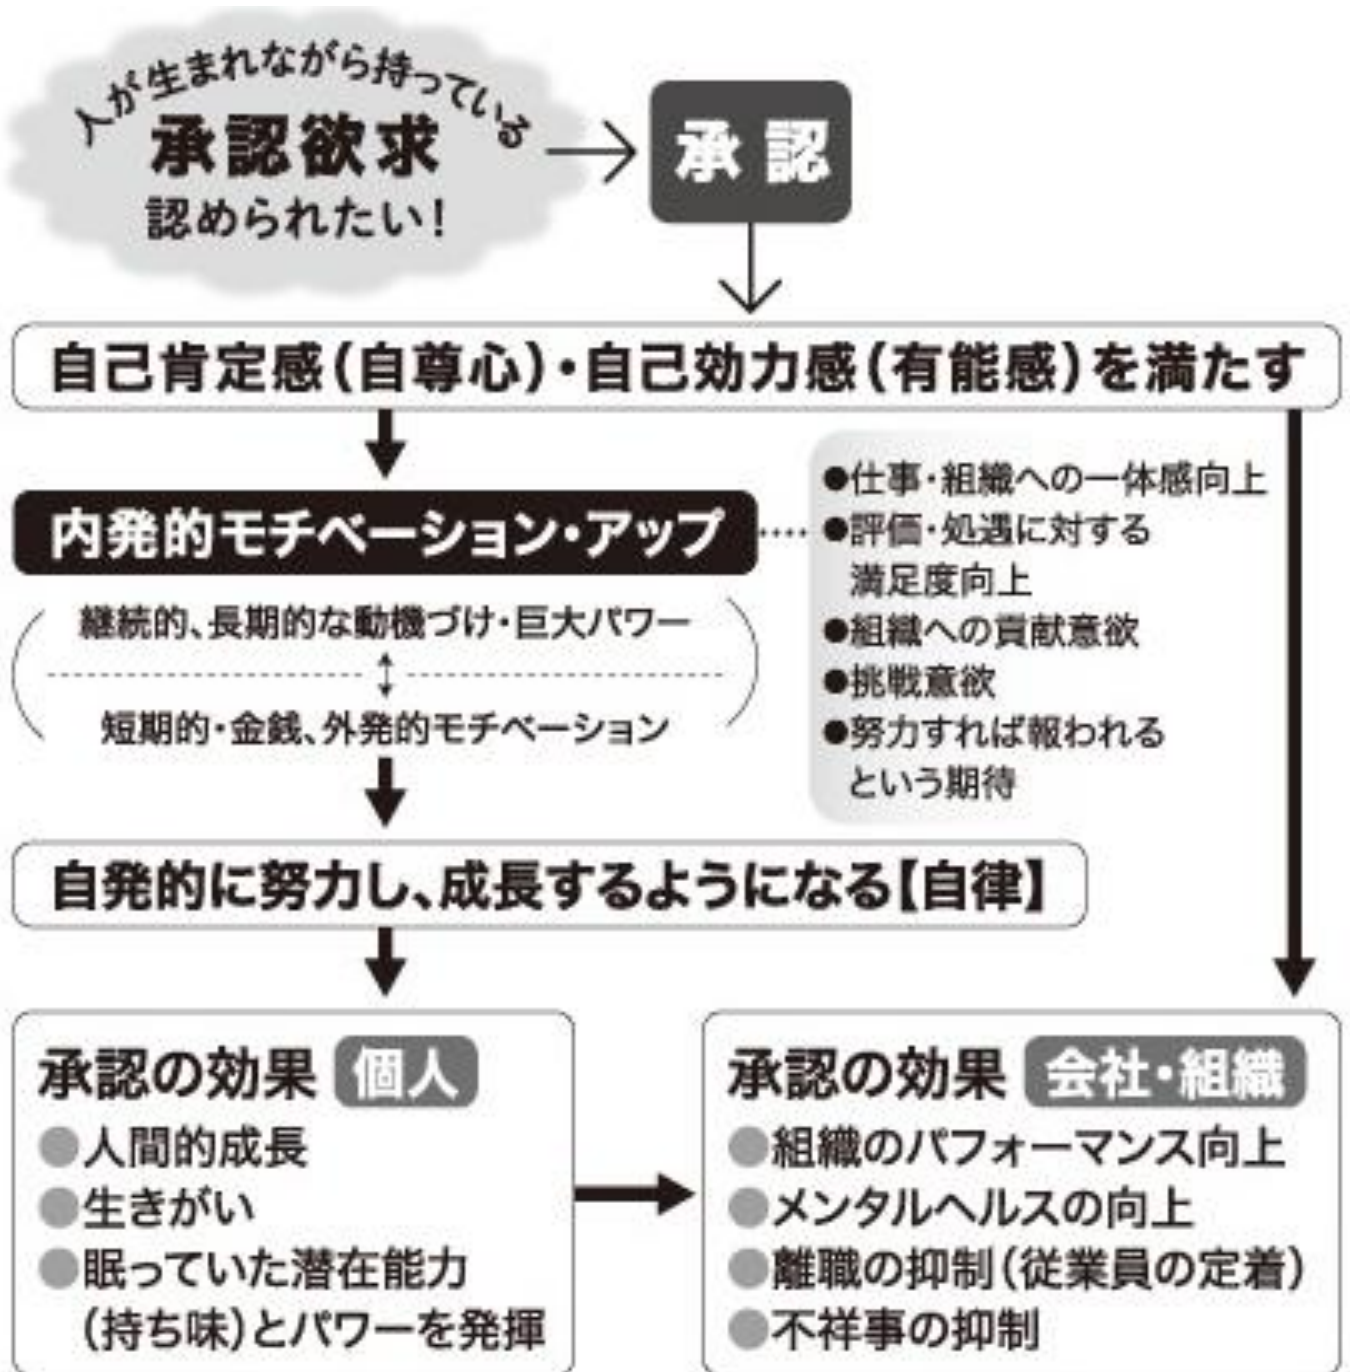 人が生まれながら持っている
承認欲求
認められたい!
承認
自己肯定感(自尊心)・自己効力感(有能感)を満たす
内発的モチベーション・アップ
継続的、長期的な動機づけ・巨大パワー
短期的・金銭、外発的モチベーション
●仕事・組織への一体感向上
●評価・処遇に対する
満足度向上
●組織への貢献意欲
●挑戦意欲
●努力すれば報われる
という期待
自発的に努力し、成長するようになる【自律】
承認の効果 個人
●人間的成長
●生きがい
●眠っていた潜在能力
(持ち味)とパワーを発揮
承認の効果 会社・組織
●組織のパフォーマンス向上
●メンタルヘルスの向上
●離職の抑制(従業員の定着)
●不祥事の抑制